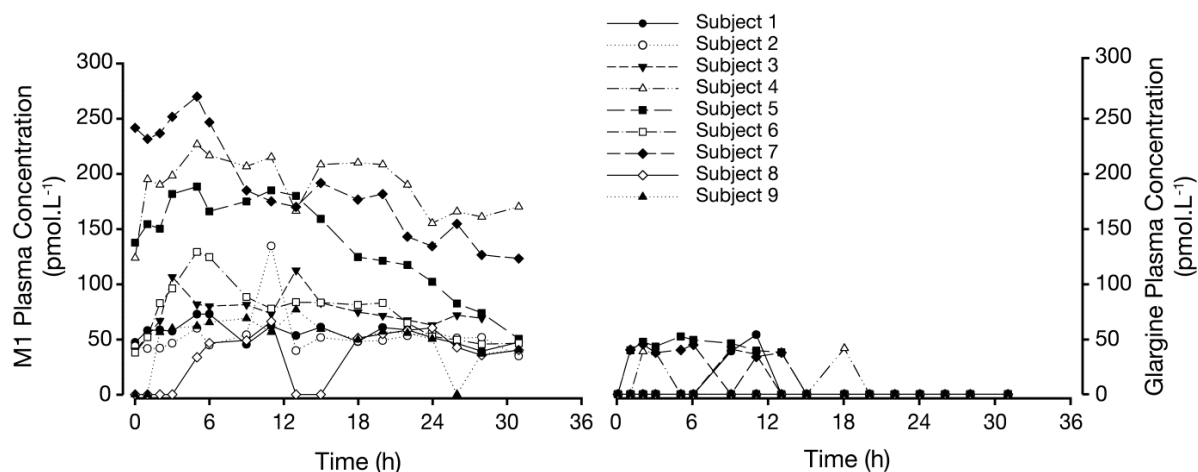 Subject 1
Subject 2
Subject 3
Subject 4
Subject 5
Subject 6
Subject 7
Subject 8
Subject 9
M1 Plasma Concentration
(pmol.L-1)
300
250
200
150
100
50
0
0 6 12 18 24 30 36
Time (h)
0 6 12 18 24 30 36
Time (h)
300
250
200
150
100
50
0
Glargine Plasma Concentration
(pmol.L-1)